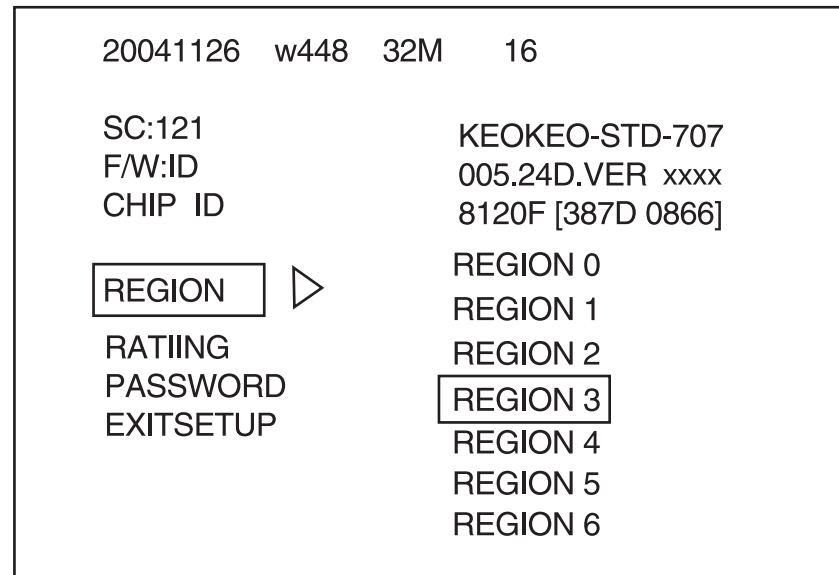 20041126 w448 32M 16
SC:121
F/W:ID
CHIP ID
KEOKEO-STD-707
005.24D.VER xxxx
8120F [387D 0866]
REGION
RATIING
PASSWORD
EXITSETUP
REGION 0
REGION 1
REGION 2
REGION 3
REGION 4
REGION 5
REGION 6